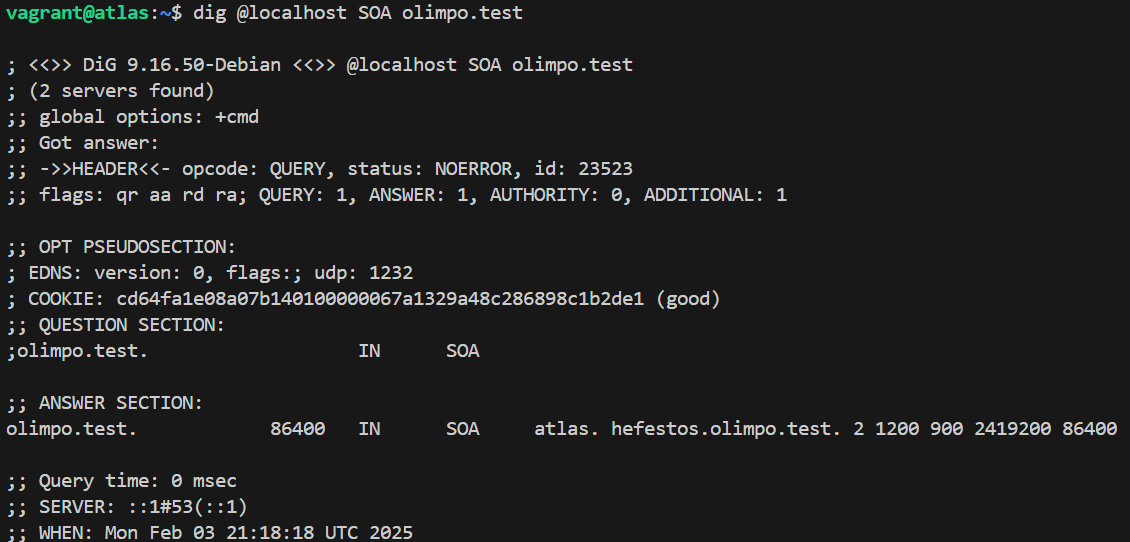 vagrant@atlas:~$ dig @localhost SOA olimpo.test
; <<>> DiG 9.16.50-Debian <<>> @localhost SOA olimpo.test
; (2 servers found)
;; global options: +cmd
;; Got answer:
;; ->>HEADER<<- opcode: QUERY, status: NOERROR, id: 23523
;; flags: qr aa rd ra; QUERY: 1, ANSWER: 1, AUTHORITY: 0, ADDITIONAL: 1
;; OPT PSEUDOSECTION:
; EDNS: version: 0, flags:; udp: 1232
; COOKIE: cd64fa1e08a07b140100000067a1329a48c286898c1b2de1 (good)
;; QUESTION SECTION:
;olimpo.test. IN SOA
;; ANSWER SECTION:
olimpo.test. 86400 IN SOA atlas. hefestos.olimpo.test. 2 1200 900 2419200 86400
;; Query time: 0 msec
;; SERVER: ::1#53(::1)
;; WHEN: Mon Feb 03 21:18:18 UTC 2025